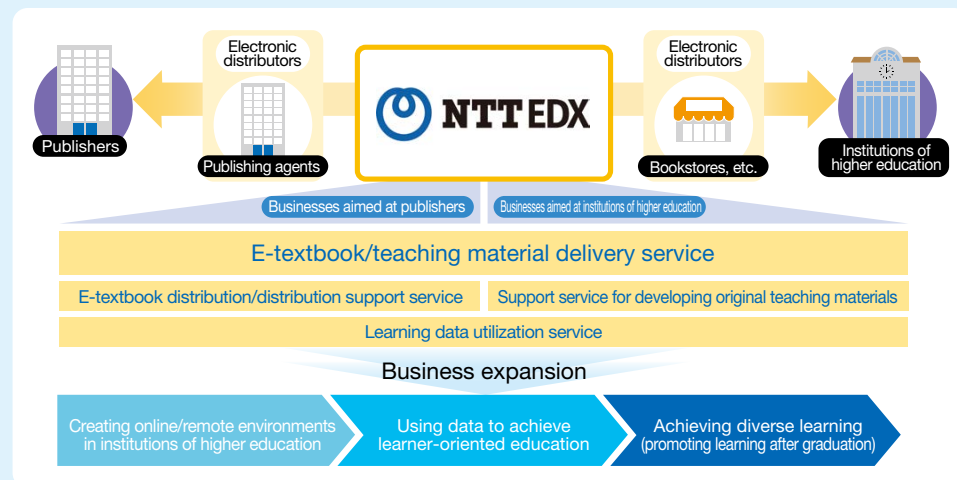 Electronic
distributors
Electronic
distributors
NTT EDX
Publishers
Publishing agents
Bookstores, etc.
Institutions of
higher education
Businesses aimed at publishers
Businesses aimed at institutions of higher education
E-textbook/teaching material delivery service
E-textbook distribution/distribution support service
Support service for developing original teaching materials
Learning data utilization service
Business expansion
Creating online/remote environments
in institutions of higher education
Using data to achieve
learner-oriented education
Achieving diverse learning
(promoting learning after graduation)